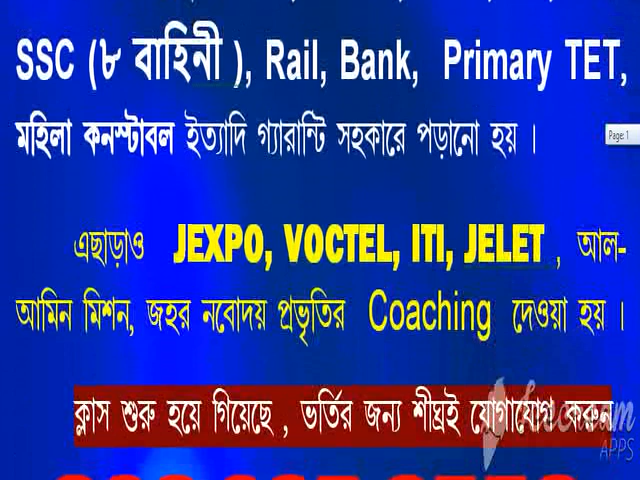 SSC (৮ বাহিনী ), Rail, Bank, Primary TET,
মহিলা কনস্টাবল ইত্যাদি গ্যারান্টি সহকারে পড়ানো হয় ।
Page: 1
এছাড়াও JEXPO, VOCTEL, ITI, JELET , আল-
আমিন মিশন, জহর নবোদয় প্রভৃতির Coaching দেওয়া হয় ।
ক্লাস শুরু হয়ে গিয়েছে , ভর্তির জন্য শীঘ্রই যোগাযোগ করুন
APPS